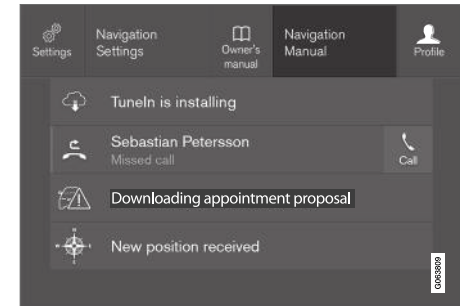 Settings
Navigation
Settings
Owner's
manual
Navigation
Manual
Profile
TuneIn is installing
Sebastian Petersson
Missed call
Call
Downloading appointment proposal
New position received
G063809